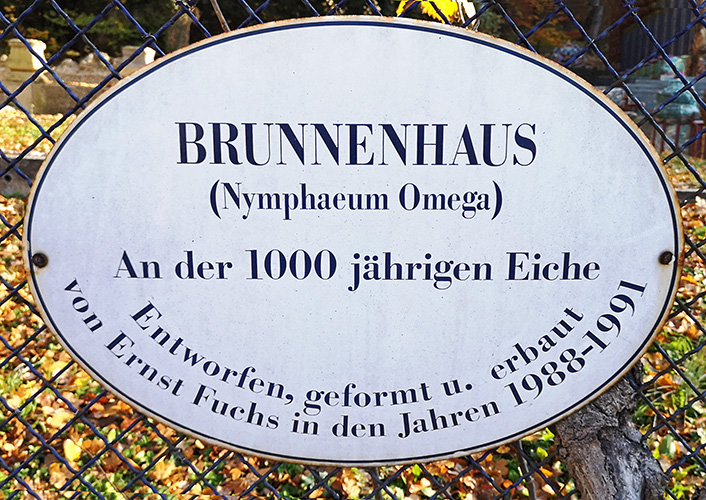 BRUNNENHAUS
(Nymphaeum Omega)
An der 1000 jährigen Eiche
Entworfen, geformt u. erbaut
von Ernst Fuchs in den Jahren 1988-1991